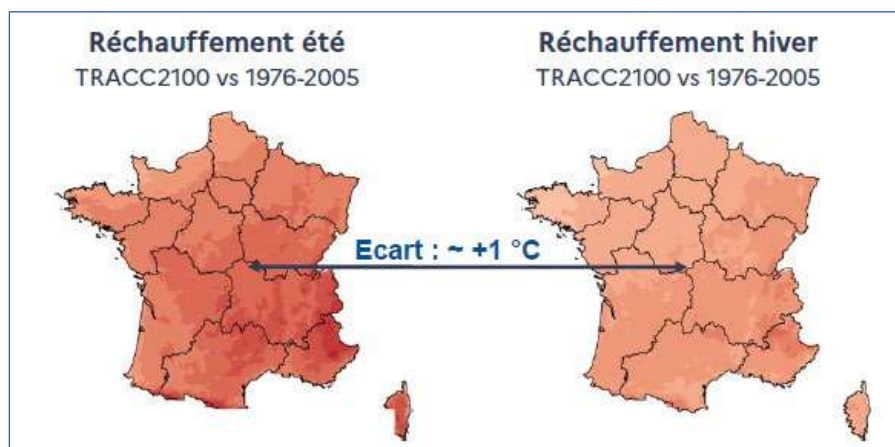 Réchauffement été
TRACC2100 vs 1976-2005
Réchauffement hiver
TRACC2100 vs 1976-2005
Ecart : ~ +1 °C